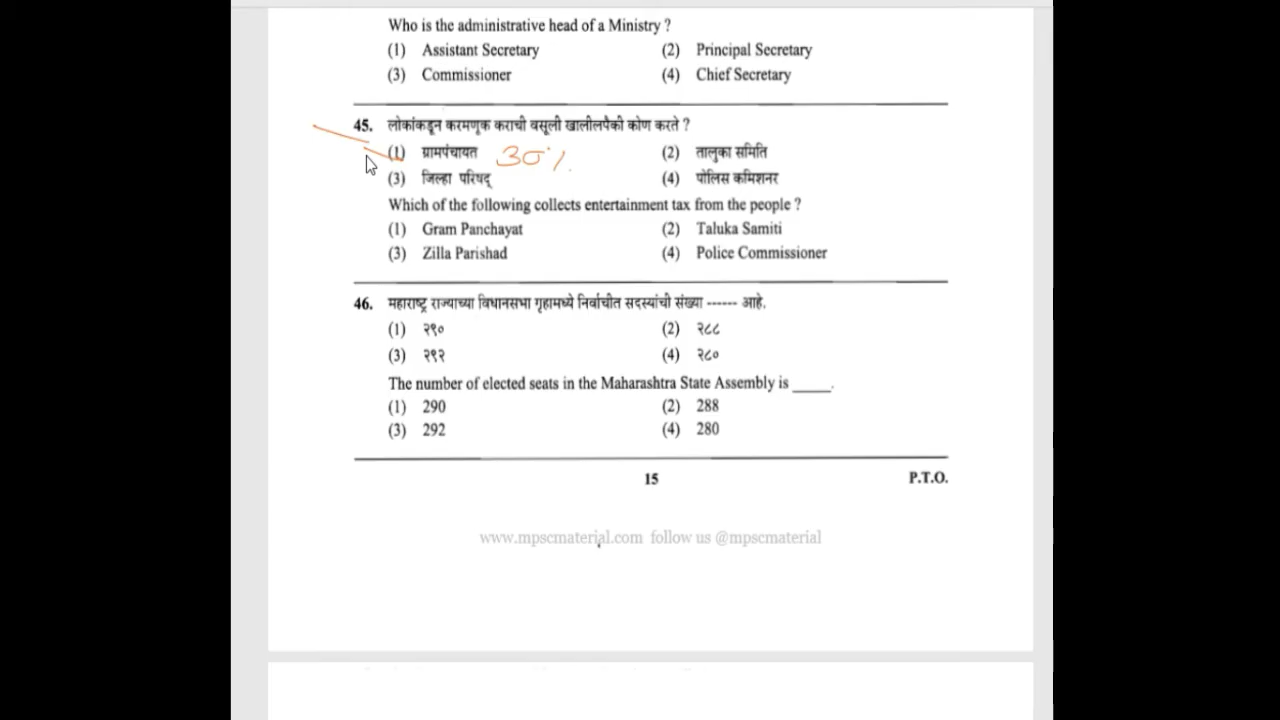 Who is the administrative head of a Ministry ?
(1) Assistant Secretary (2) Principal Secretary
(3) Commissioner (4) Chief Secretary
45. लोकांकडून करमणूक कराची वसूली खालीलपैकी कोण करते ?
(1) ग्रामपंचायत 30% (2) तालुका समिति
(3) जिल्हा परिषद् (4) पोलिस कमिशनर
Which of the following collects entertainment tax from the people ?
(1) Gram Panchayat (2) Taluka Samiti
(3) Zilla Parishad (4) Police Commissioner
46. महाराष्ट्र राज्याच्या विधानसभा गृहामध्ये निर्वाचीत सदस्यांची संख्या ------ आहे.
(1) २९० (2) २८८
(3) २९२ (4) २८०
The number of elected seats in the Maharashtra State Assembly is _____.
(1) 290 (2) 288
(3) 292 (4) 280
15 P.T.O.
www.mpscmaterial.com follow us @mpscmaterial